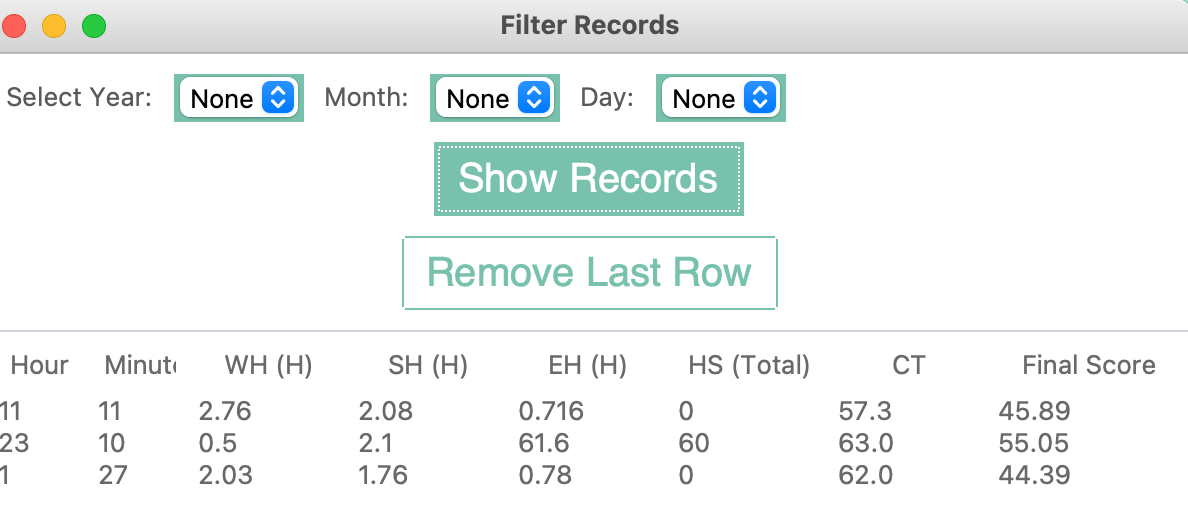 Filter Records
Select Year: None Month: None Day: None
Show Records
Remove Last Row
Hour Minut WH (H) SH (H) EH (H) HS (Total) CT Final Score
11 11 2.76 2.08 0.716 0 57.3 45.89
23 10 0.5 2.1 61.6 60 63.0 55.05
1 27 2.03 1.76 0.78 0 62.0 44.39